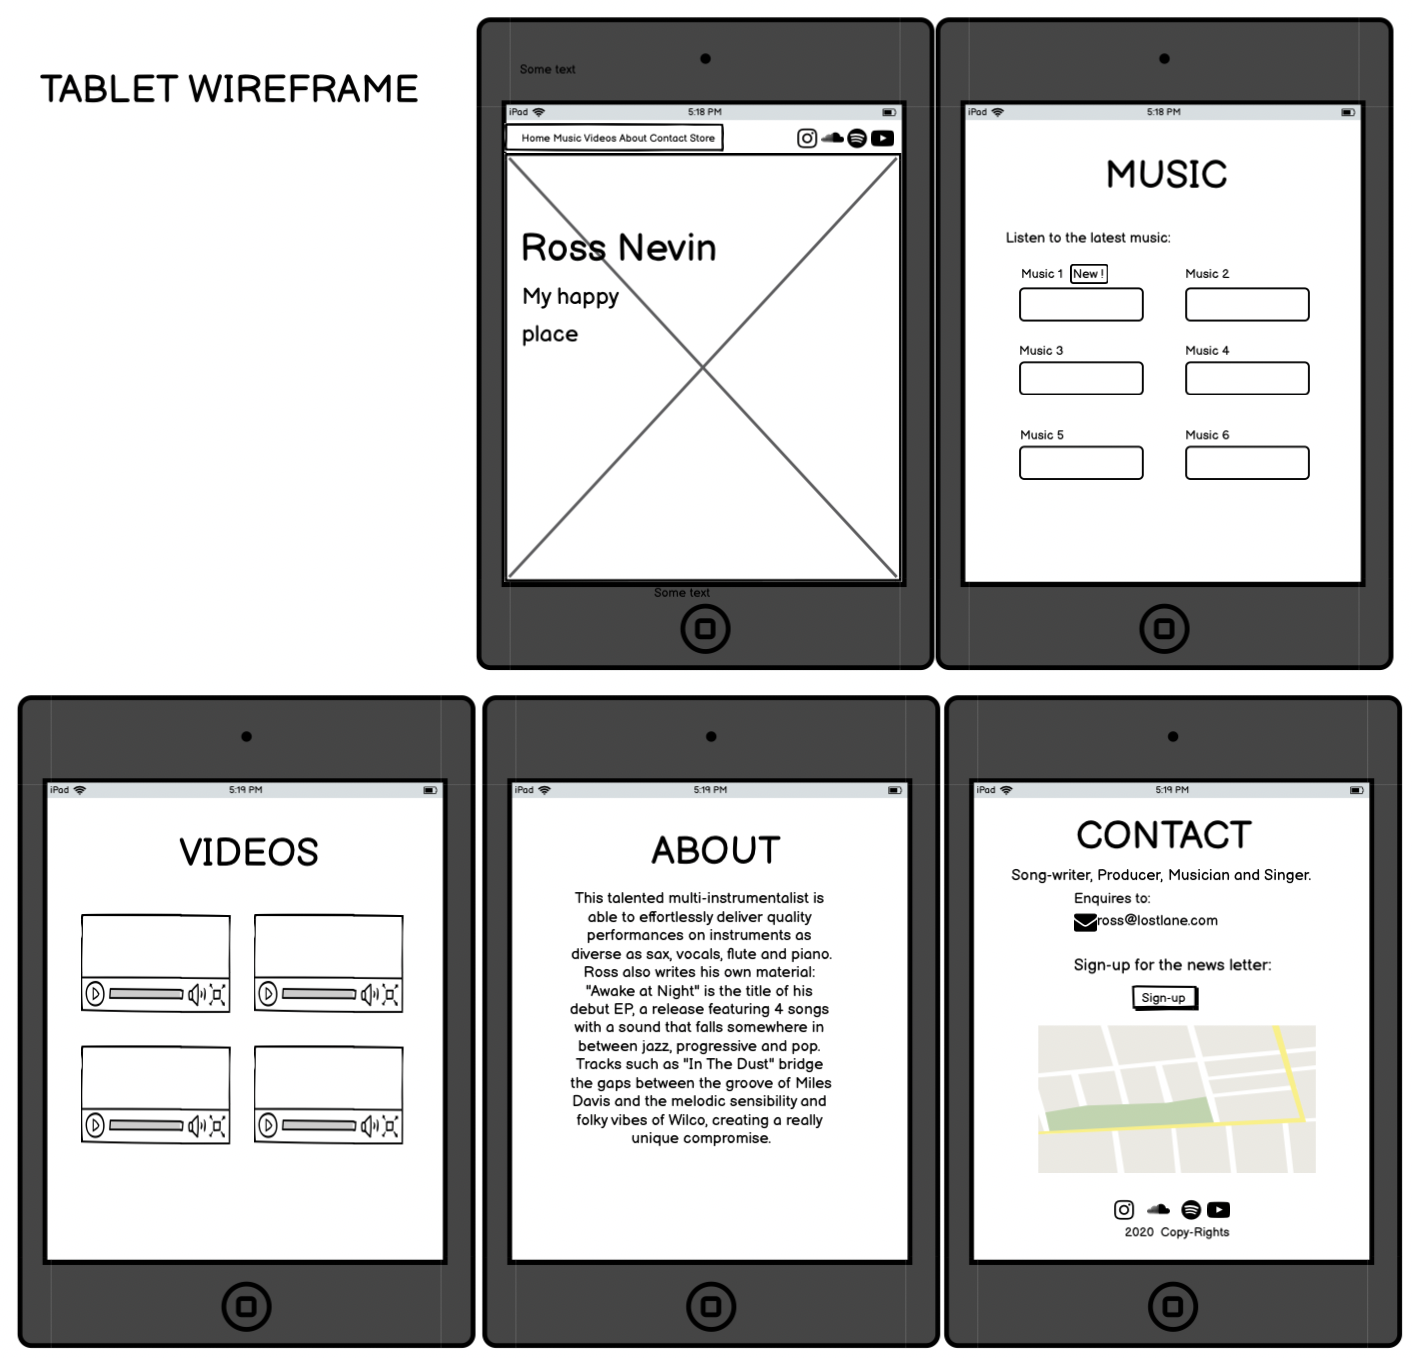 TABLET WIREFRAME
Some text
iPad 5:18 PM
Home Music Videos About Contact Store
Ross Nevin
My happy
place
Some text
iPad 5:18 PM
MUSIC
Listen to the latest music:
Music 1 New !
Music 2
Music 3
Music 4
Music 5
Music 6
iPad 5:19 PM
VIDEOS
iPad 5:19 PM
ABOUT
This talented multi-instrumentalist is
able to effortlessly deliver quality
performances on instruments as
diverse as sax, vocals, flute and piano.
Ross also writes his own material:
"Awake at Night" is the title of his
debut EP, a release featuring 4 songs
with a sound that falls somewhere in
between jazz, progressive and pop.
Tracks such as "In The Dust" bridge
the gaps between the groove of Miles
Davis and the melodic sensibility and
folky vibes of Wilco, creating a really
unique compromise.
iPad 5:19 PM
CONTACT
Song-writer, Producer, Musician and Singer.
Enquires to:
ross@lostlane.com
Sign-up for the news letter:
Sign-up
2020 Copy-Rights